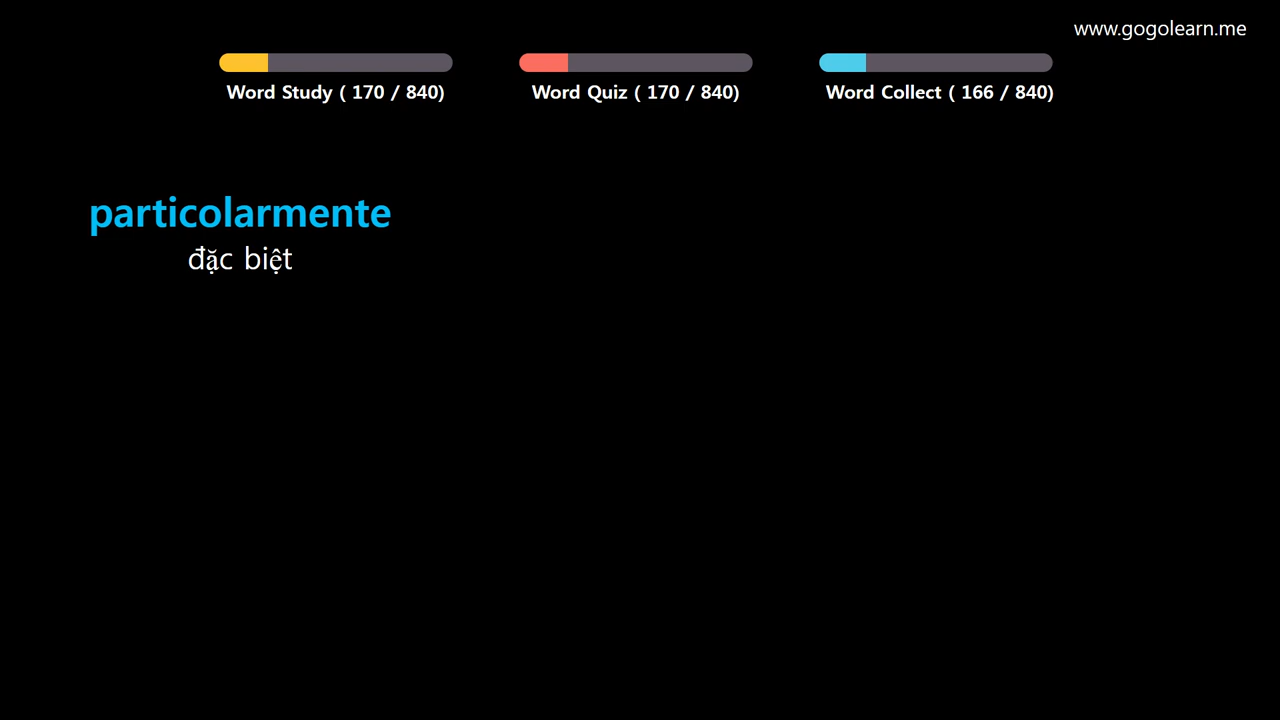 www.gogolearn.me
Word Study ( 170 / 840)
Word Quiz ( 170 / 840)
Word Collect ( 166 / 840)
particolarmente
đặc biệt